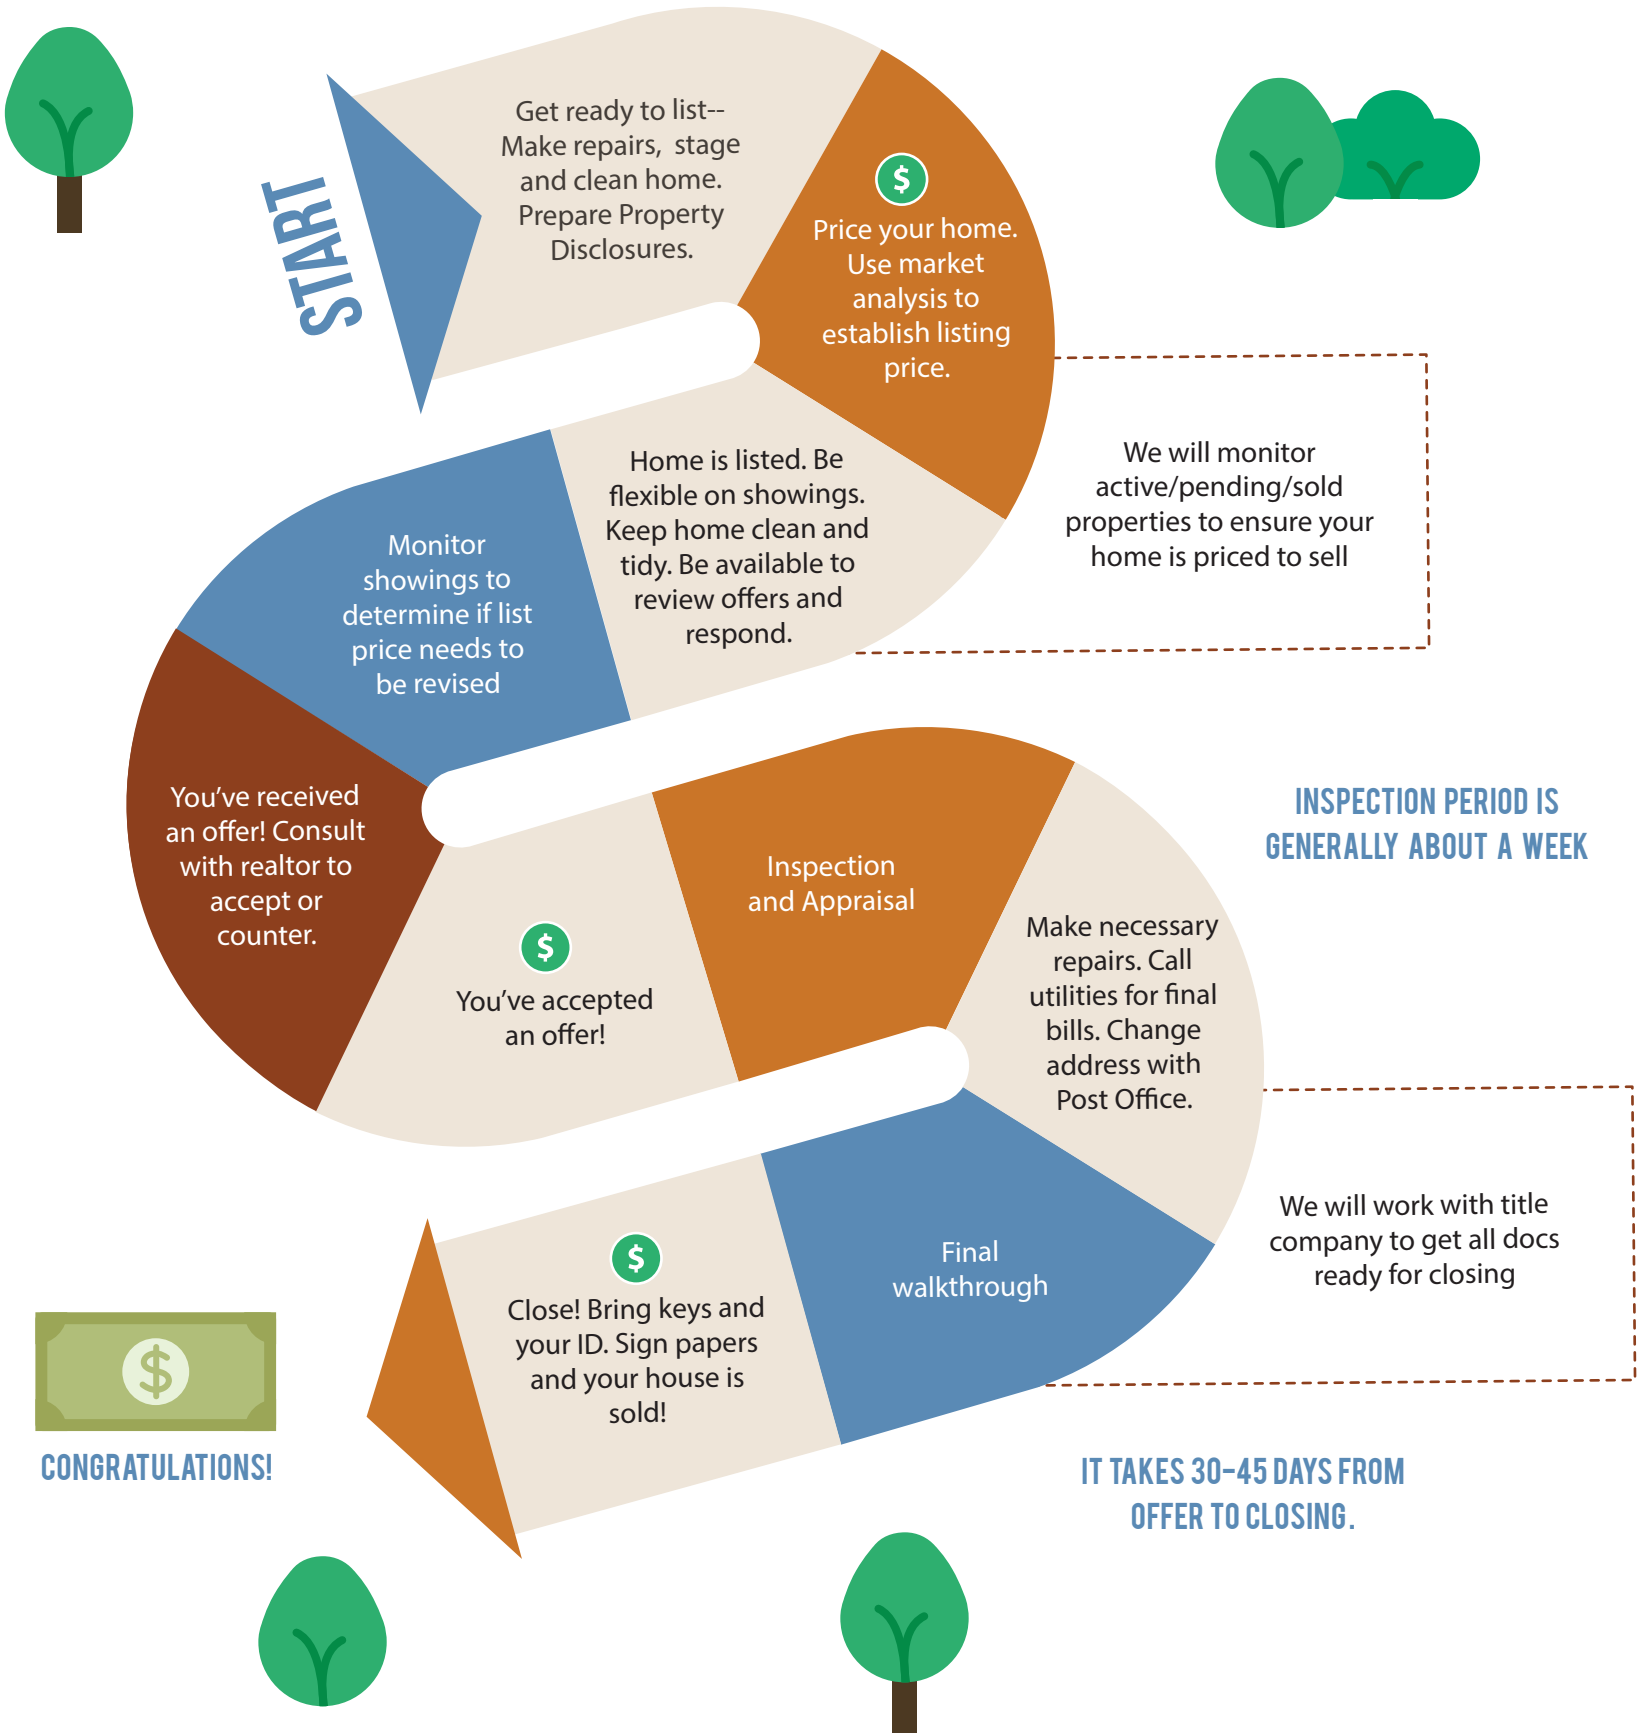 START
Get ready to list--
Make repairs,  stage
and clean home.
Prepare Property
Disclosures.
$
Price your home.
Use market
analysis to
establish listing
price.
We will monitor
active/pending/sold
properties to ensure your
home is priced to sell
Home is listed. Be
flexible on showings.
Keep home clean and
tidy. Be available to
review offers and
respond.
Monitor
showings to
determine if list
price needs to
be revised
You’ve received
an offer! Consult
with realtor to
accept or
counter.
$
You’ve accepted
an offer!
Inspection
and Appraisal
INSPECTION PERIOD IS
GENERALLY ABOUT A WEEK
Make necessary
repairs. Call
utilities for final
bills. Change
address with
Post Office.
We will work with title
company to get all docs
ready for closing
Final
walkthrough
$
Close! Bring keys and
your ID. Sign papers
and your house is
sold!
$
CONGRATULATIONS!
IT TAKES 30-45 DAYS FROM
OFFER TO CLOSING.